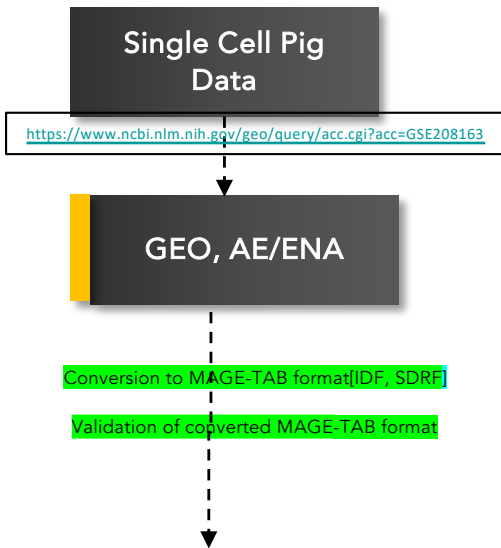 Single Cell Pig
Data
https://www.ncbi.nlm.nih.gov/geo/query/acc.cgi?acc=GSE208163
GEO, AE/ENA
Conversion to MAGE-TAB format[IDF, SDRF]
Validation of converted MAGE-TAB format